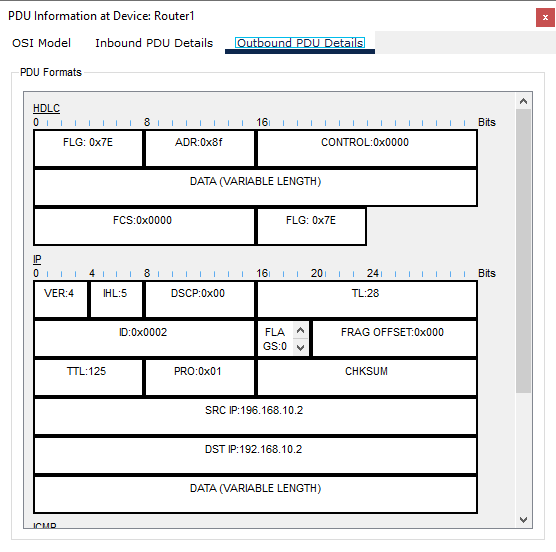 PDU Information at Device: Router1
x
OSI Model Inbound PDU Details Outbound PDU Details
PDU Formats
HDLC
0 8 16 Bits
FLG: 0x7E ADR:0x8f CONTROL:0x0000
DATA (VARIABLE LENGTH)
FCS:0x0000 FLG: 0x7E
IP
0 4 8 16 20 24 Bits
VER:4 IHL:5 DSCP:0x00 TL:28
ID:0x0002 FLA
GS:0 FRAG OFFSET:0x000
TTL:125 PRO:0x01 CHKSUM
SRC IP:196.168.10.2
DST IP:192.168.10.2
DATA (VARIABLE LENGTH)
ICMP